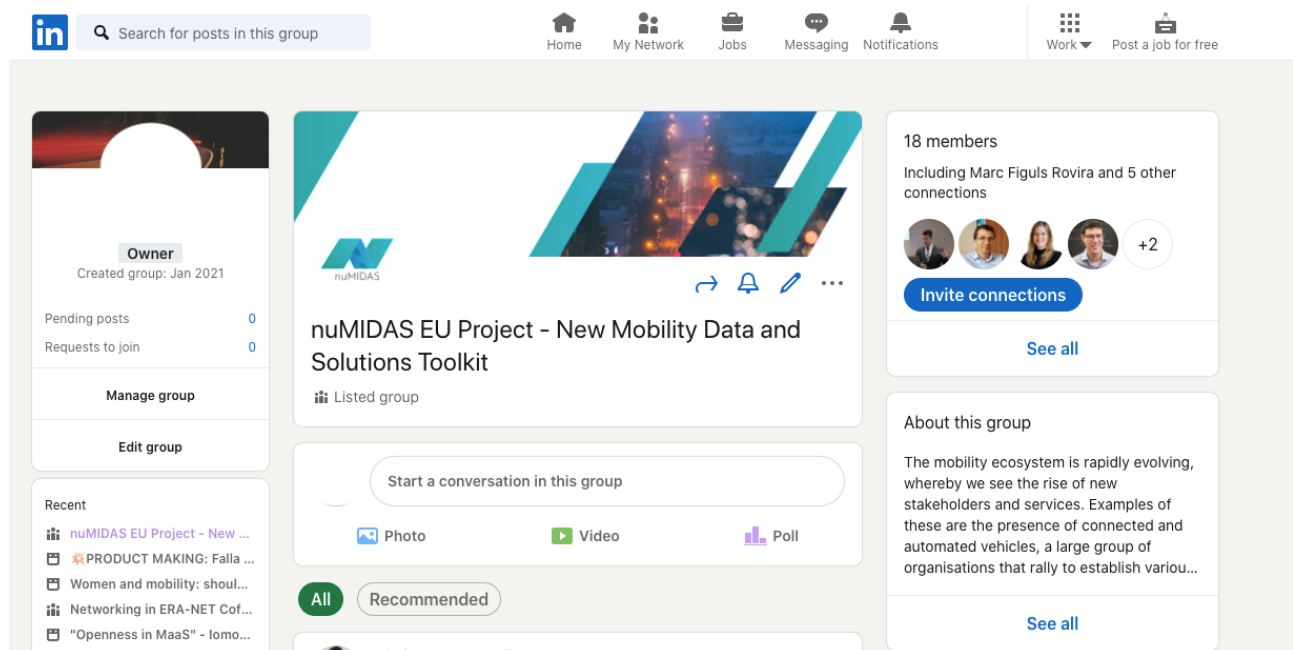 in
Search for posts in this group
Home
My Network
Jobs
Messaging
Notifications
Work
Post a job for free
Owner
Created group: Jan 2021
Pending posts 0
Requests to join 0
Manage group
Edit group
Recent
nuMIDAS EU Project - New ...
💥PRODUCT MAKING: Falla ...
Women and mobility: shoul...
Networking in ERA-NET Cof...
"Openness in MaaS" - Iomo...
nuMIDAS
nuMIDAS EU Project - New Mobility Data and
Solutions Toolkit
Listed group
Start a conversation in this group
Photo
Video
Poll
All
Recommended
18 members
Including Marc Figuls Rovira and 5 other
connections
+2
Invite connections
See all
About this group
The mobility ecosystem is rapidly evolving,
whereby we see the rise of new
stakeholders and services. Examples of
these are the presence of connected and
automated vehicles, a large group of
organisations that rally to establish variou...
See all